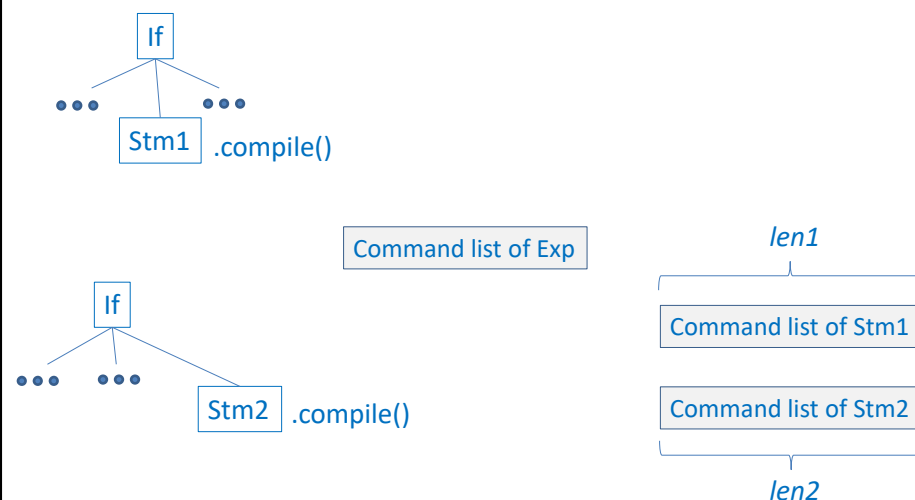 If
Stm1 .compile()
Command list of Exp
len1
If
Command list of Stm1
Stm2 .compile()
Command list of Stm2
len2